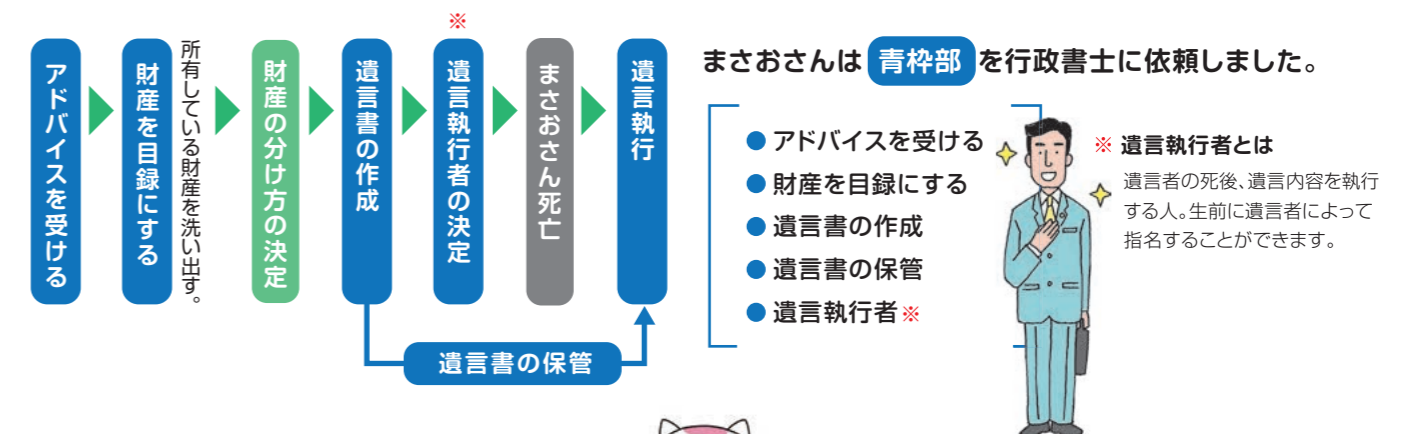 アドバイスを受ける
財産を目録にする
所有している財産を洗い出す。
財産の分け方の決定
遺言書の作成
※
遺言執行者の決定
まさおさん死亡
遺言執行
遺言書の保管
まさおさんは 青枠部 を行政書士に依頼しました。
● アドバイスを受ける
● 財産を目録にする
● 遺言書の作成
● 遺言書の保管
● 遺言執行者※
※ 遺言執行者とは
遺言者の死後、遺言内容を執行
する人。生前に遺言者によって
指名することができます。